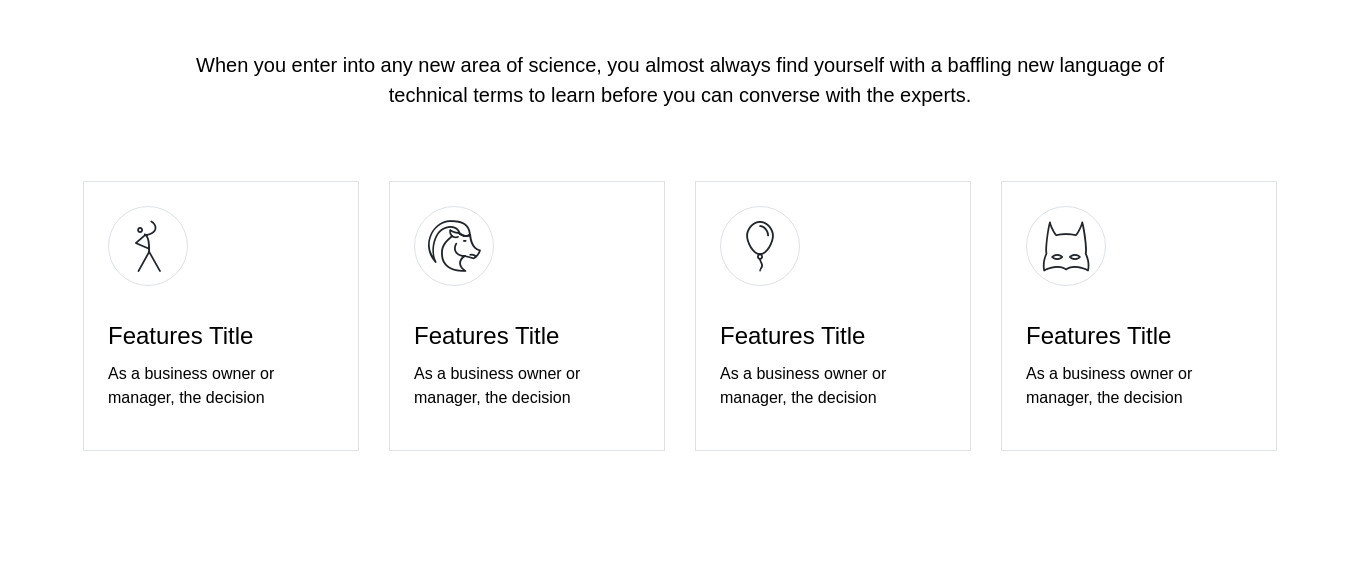 When you enter into any new area of science, you almost always find yourself with a baffling new language of
technical terms to learn before you can converse with the experts.
Features Title
As a business owner or
manager, the decision
Features Title
As a business owner or
manager, the decision
Features Title
As a business owner or
manager, the decision
Features Title
As a business owner or
manager, the decision